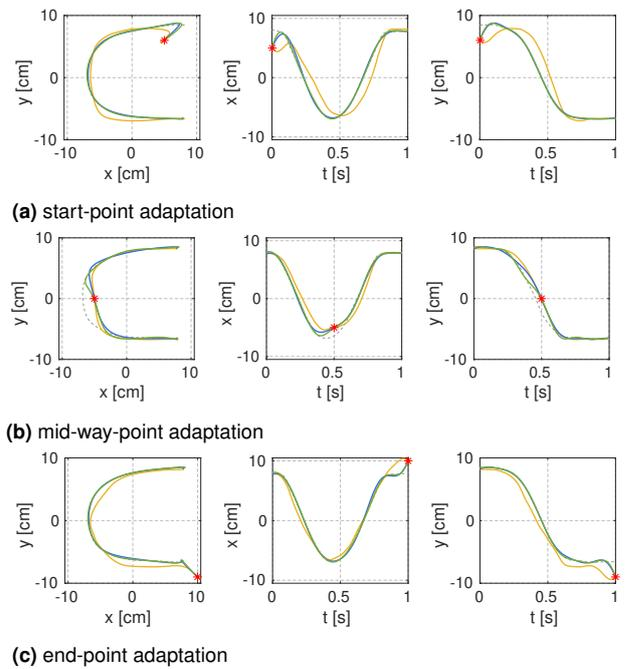 10
0
-10
y [cm]
-10 0 10
x [cm]
10
0
-10
x [cm]
0 0.5 1
t [s]
10
0
-10
y [cm]
0 0.5 1
t [s]
(a) start-point adaptation
10
0
-10
y [cm]
-10 0 10
x [cm]
10
0
-10
x [cm]
0 0.5 1
t [s]
10
0
-10
y [cm]
0 0.5 1
t [s]
(b) mid-way-point adaptation
10
0
-10
y [cm]
-10 0 10
x [cm]
10
0
-10
x [cm]
0 0.5 1
t [s]
10
0
-10
y [cm]
0 0.5 1
t [s]
(c) end-point adaptation